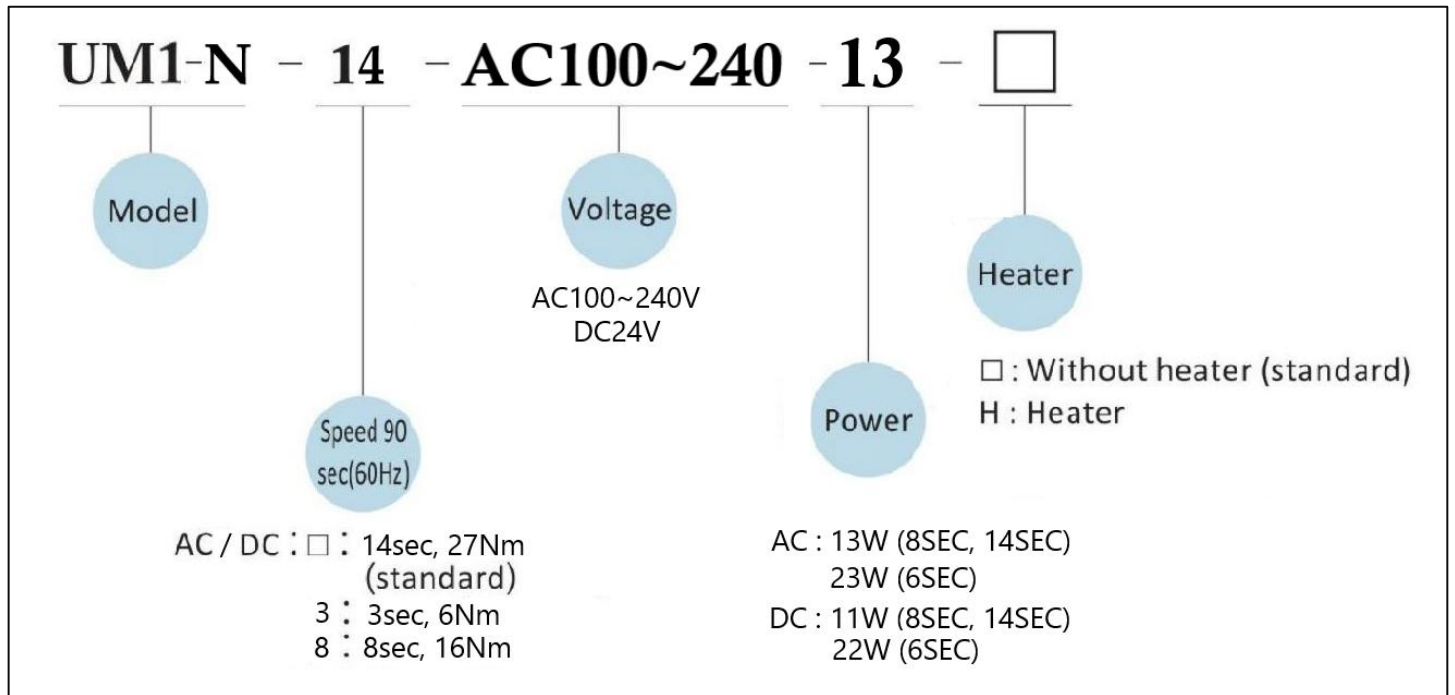 UM1-N - 14 - AC100~240 - 13 - □
Model
Voltage
AC100~240V
DC24V
Heater
□ : Without heater (standard)
H : Heater
Power
Speed 90
sec(60Hz)
AC / DC : □ : 14sec, 27Nm
(standard)
3 : 3sec, 6Nm
8 : 8sec, 16Nm
AC : 13W (8SEC, 14SEC)
23W (6SEC)
DC : 11W (8SEC, 14SEC)
22W (6SEC)